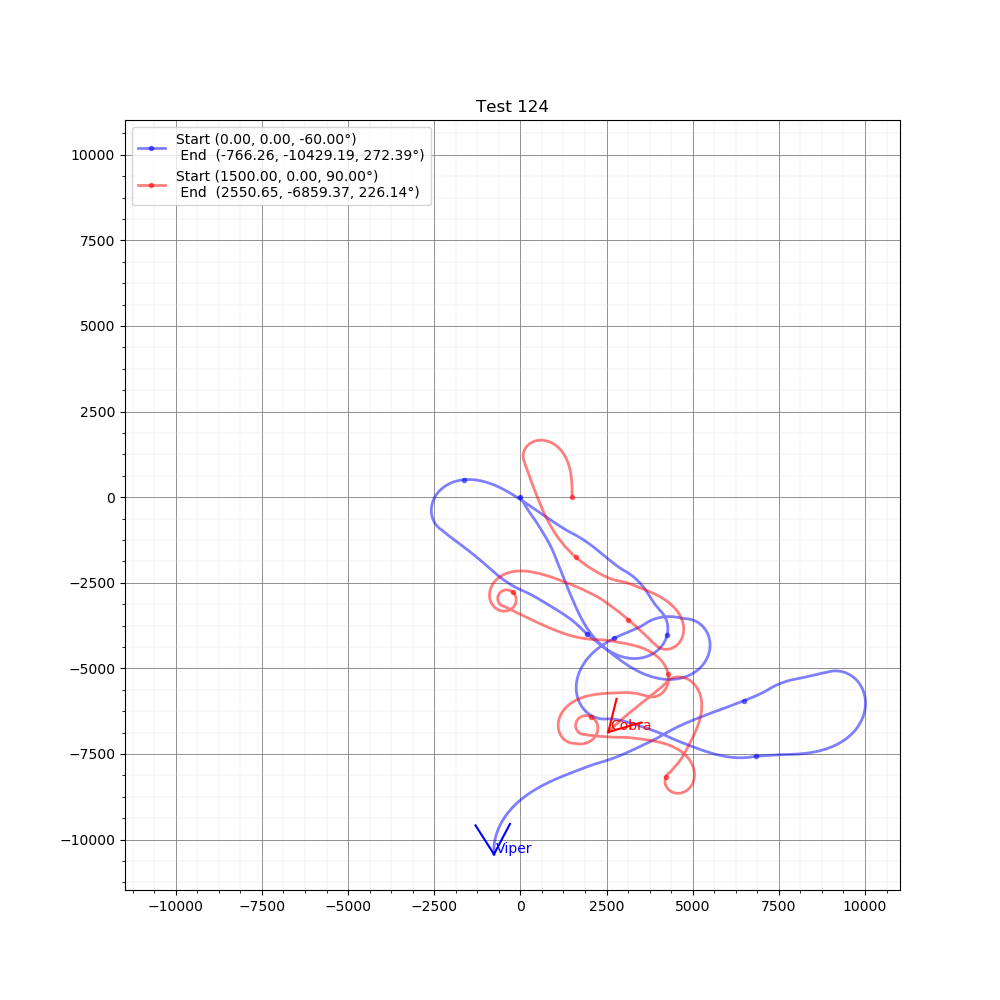 Test 124
Start (0.00, 0.00, -60.00°)
End (-766.26, -10429.19, 272.39°)
Start (1500.00, 0.00, 90.00°)
End (2550.65, -6859.37, 226.14°)
10000
7500
5000
2500
0
−2500
−5000
−7500
−10000
Cobra
Viper
−10000 −7500 −5000 −2500 0 2500 5000 7500 10000